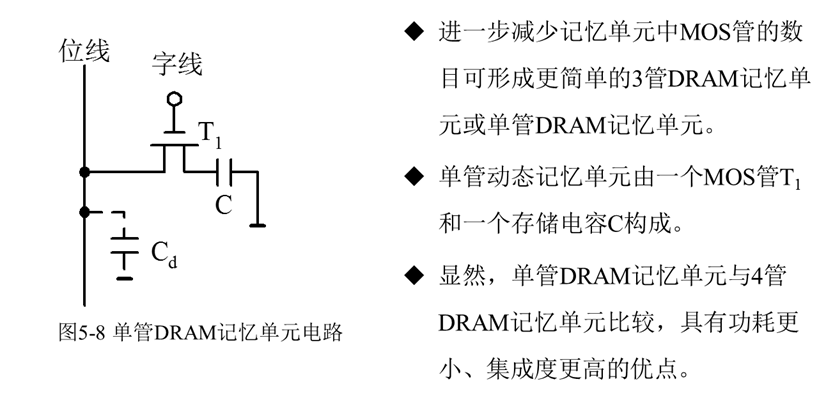 位线
字线
T1
C
Cd
图5-8 单管DRAM记忆单元电路
◆ 进一步减少记忆单元中MOS管的数
目可形成更简单的3管DRAM记忆单
元或单管DRAM记忆单元。
◆ 单管动态记忆单元由一个MOS管T1
和一个存储电容C构成。
◆ 显然，单管DRAM记忆单元与4管
DRAM记忆单元比较，具有功耗更
小、集成度更高的优点。